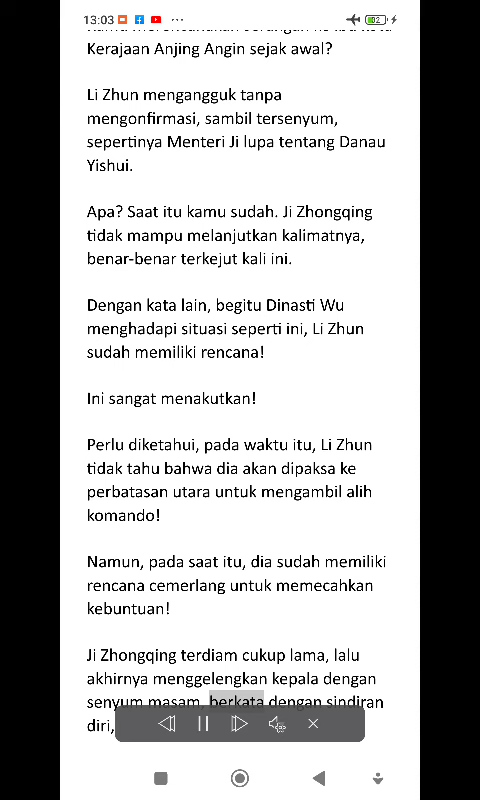 13:03
02
Kerajaan Anjing Angin sejak awal?
Li Zhun mengangguk tanpa
mengonfirmasi, sambil tersenyum,
sepertinya Menteri Ji lupa tentang Danau
Yishui.
Apa? Saat itu kamu sudah. Ji Zhongqing
tidak mampu melanjutkan kalimatnya,
benar-benar terkejut kali ini.
Dengan kata lain, begitu Dinasti Wu
menghadapi situasi seperti ini, Li Zhun
sudah memiliki rencana!
Ini sangat menakutkan!
Perlu diketahui, pada waktu itu, Li Zhun
tidak tahu bahwa dia akan dipaksa ke
perbatasan utara untuk mengambil alih
komando!
Namun, pada saat itu, dia sudah memiliki
rencana cemerlang untuk memecahkan
kebuntuan!
Ji Zhongqing terdiam cukup lama, lalu
akhirnya menggelengkan kepala dengan
senyum masam, berkata dengan sindiran
diri,